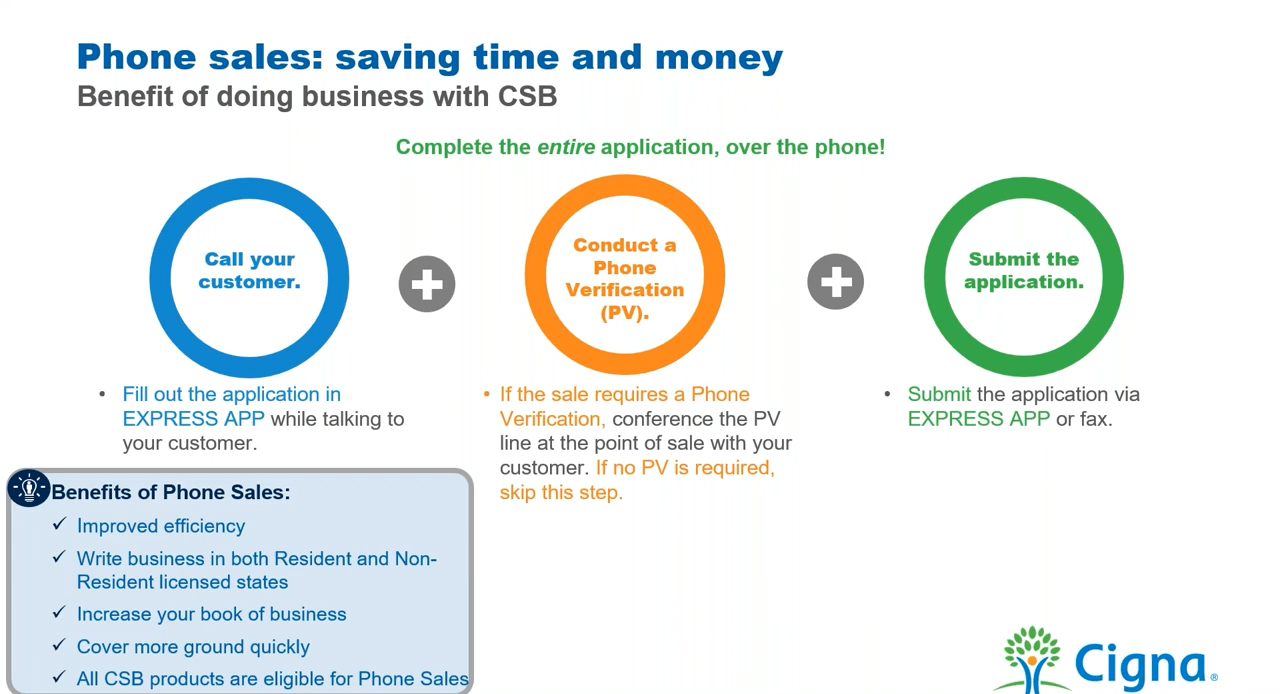 Phone sales: saving time and money
Benefit of doing business with CSB
Complete the entire application, over the phone!
Call your
customer.
Conduct a
Phone
Verification
(PV).
Submit the
application.
• Fill out the application in
EXPRESS APP while talking to
your customer.
• If the sale requires a Phone
Verification, conference the PV
line at the point of sale with your
customer. If no PV is required,
skip this step.
• Submit the application via
EXPRESS APP or fax.
Benefits of Phone Sales:
✓ Improved efficiency
✓ Write business in both Resident and Non-
Resident licensed states
✓ Increase your book of business
✓ Cover more ground quickly
✓ All CSB products are eligible for Phone Sales
Cigna®